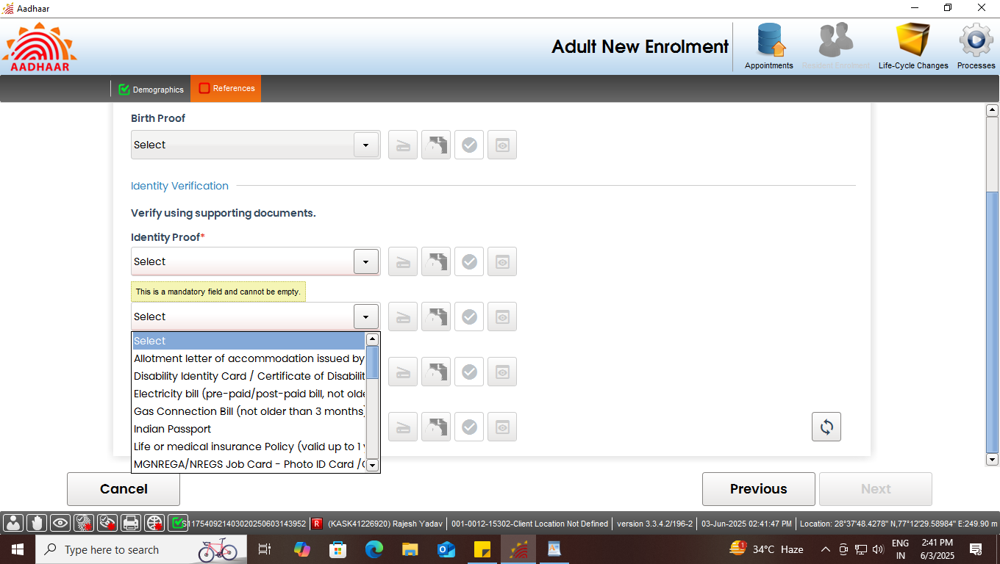 Aadhaar
AADHAAR
Adult New Enrolment
Appointments
Resident Enrolment
Life-Cycle Changes
Processes
Demographics
References
Birth Proof
Select
Identity Verification
Verify using supporting documents.
Identity Proof*
Select
This is a mandatory field and cannot be empty.
Select
Select
Allotment letter of accommodation issued by
Disability Identity Card / Certificate of Disabilit
Electricity bill (pre-paid/post-paid bill, not olde
Gas Connection Bill (not older than 3 months)
Indian Passport
Life or medical insurance Policy (valid up to 1 y
MGNREGA/NREGS Job Card - Photo ID Card /
Cancel
Previous
Next
S117540921403020250603143952
R
(KASK41226920) Rajesh Yadav
001-0012-15302-Client Location Not Defined
version 3.3.4.2/196-2
03-Jun-2025 02:41:47 PM
Location: 28°37'48.4278" N,77°12'29.58984" E:249.90 m
Type here to search
1
34°C Haze
ENG
IN
2:41 PM
6/3/2025